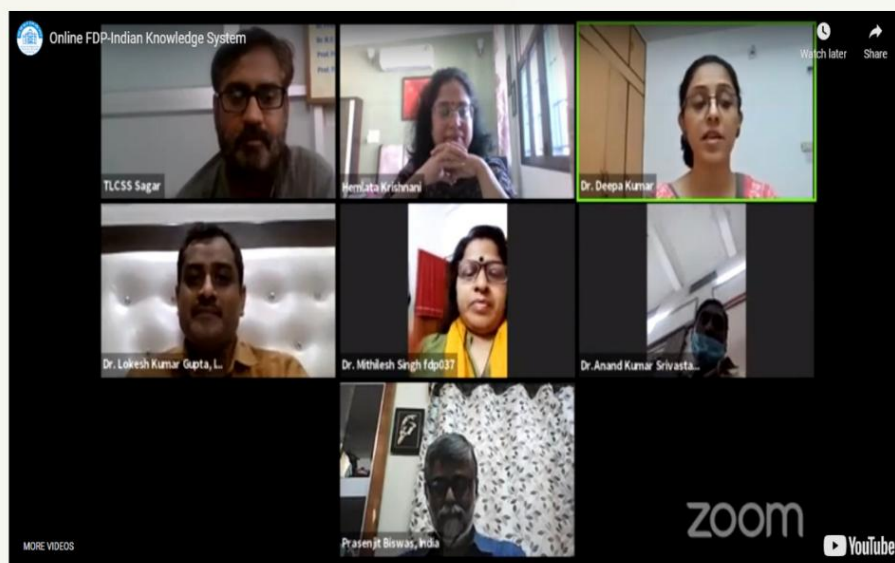 Online FDP-Indian Knowledge System
Watch later
Share
TLCSS Sagar
Hemlata Krishnani
Dr. Deepa Kumar
Dr. Lokesh Kumar Gupta, L...
Dr. Mithilesh Singh fdp037
Dr.Anand Kumar Srivasta...
Prasenjit Biswas, India
zoom
MORE VIDEOS
YouTube